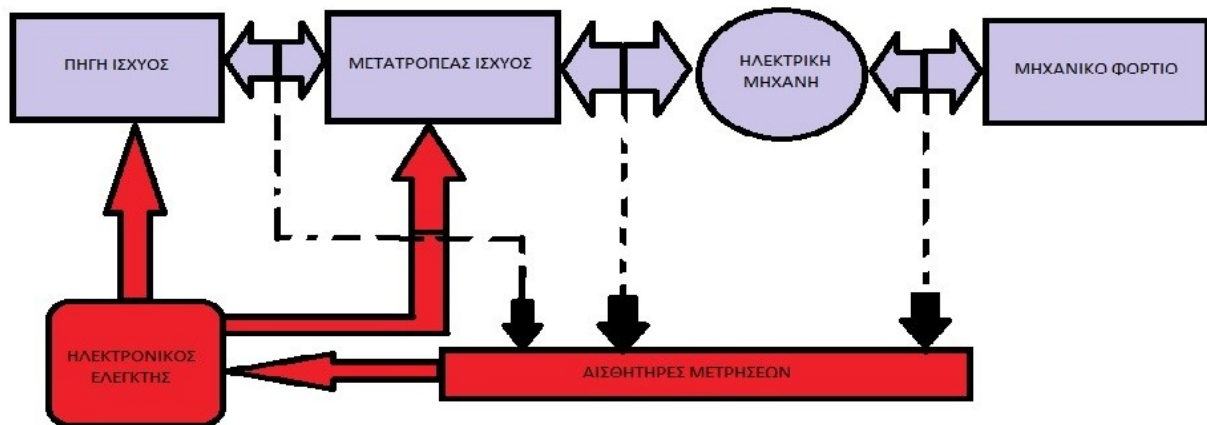 ΠΗΓΗ ΙΣΧΥΟΣ
ΜΕΤΑΤΡΟΠΕΑΣ ΙΣΧΥΟΣ
ΗΛΕΚΤΡΙΚΗ
ΜΗΧΑΝΗ
ΜΗΧΑΝΙΚΟ ΦΟΡΤΙΟ
ΗΛΕΚΤΡΟΝΙΚΟΣ
ΕΛΕΓΚΤΗΣ
ΑΙΣΘΗΤΗΡΕΣ ΜΕΤΡΗΣΕΩΝ